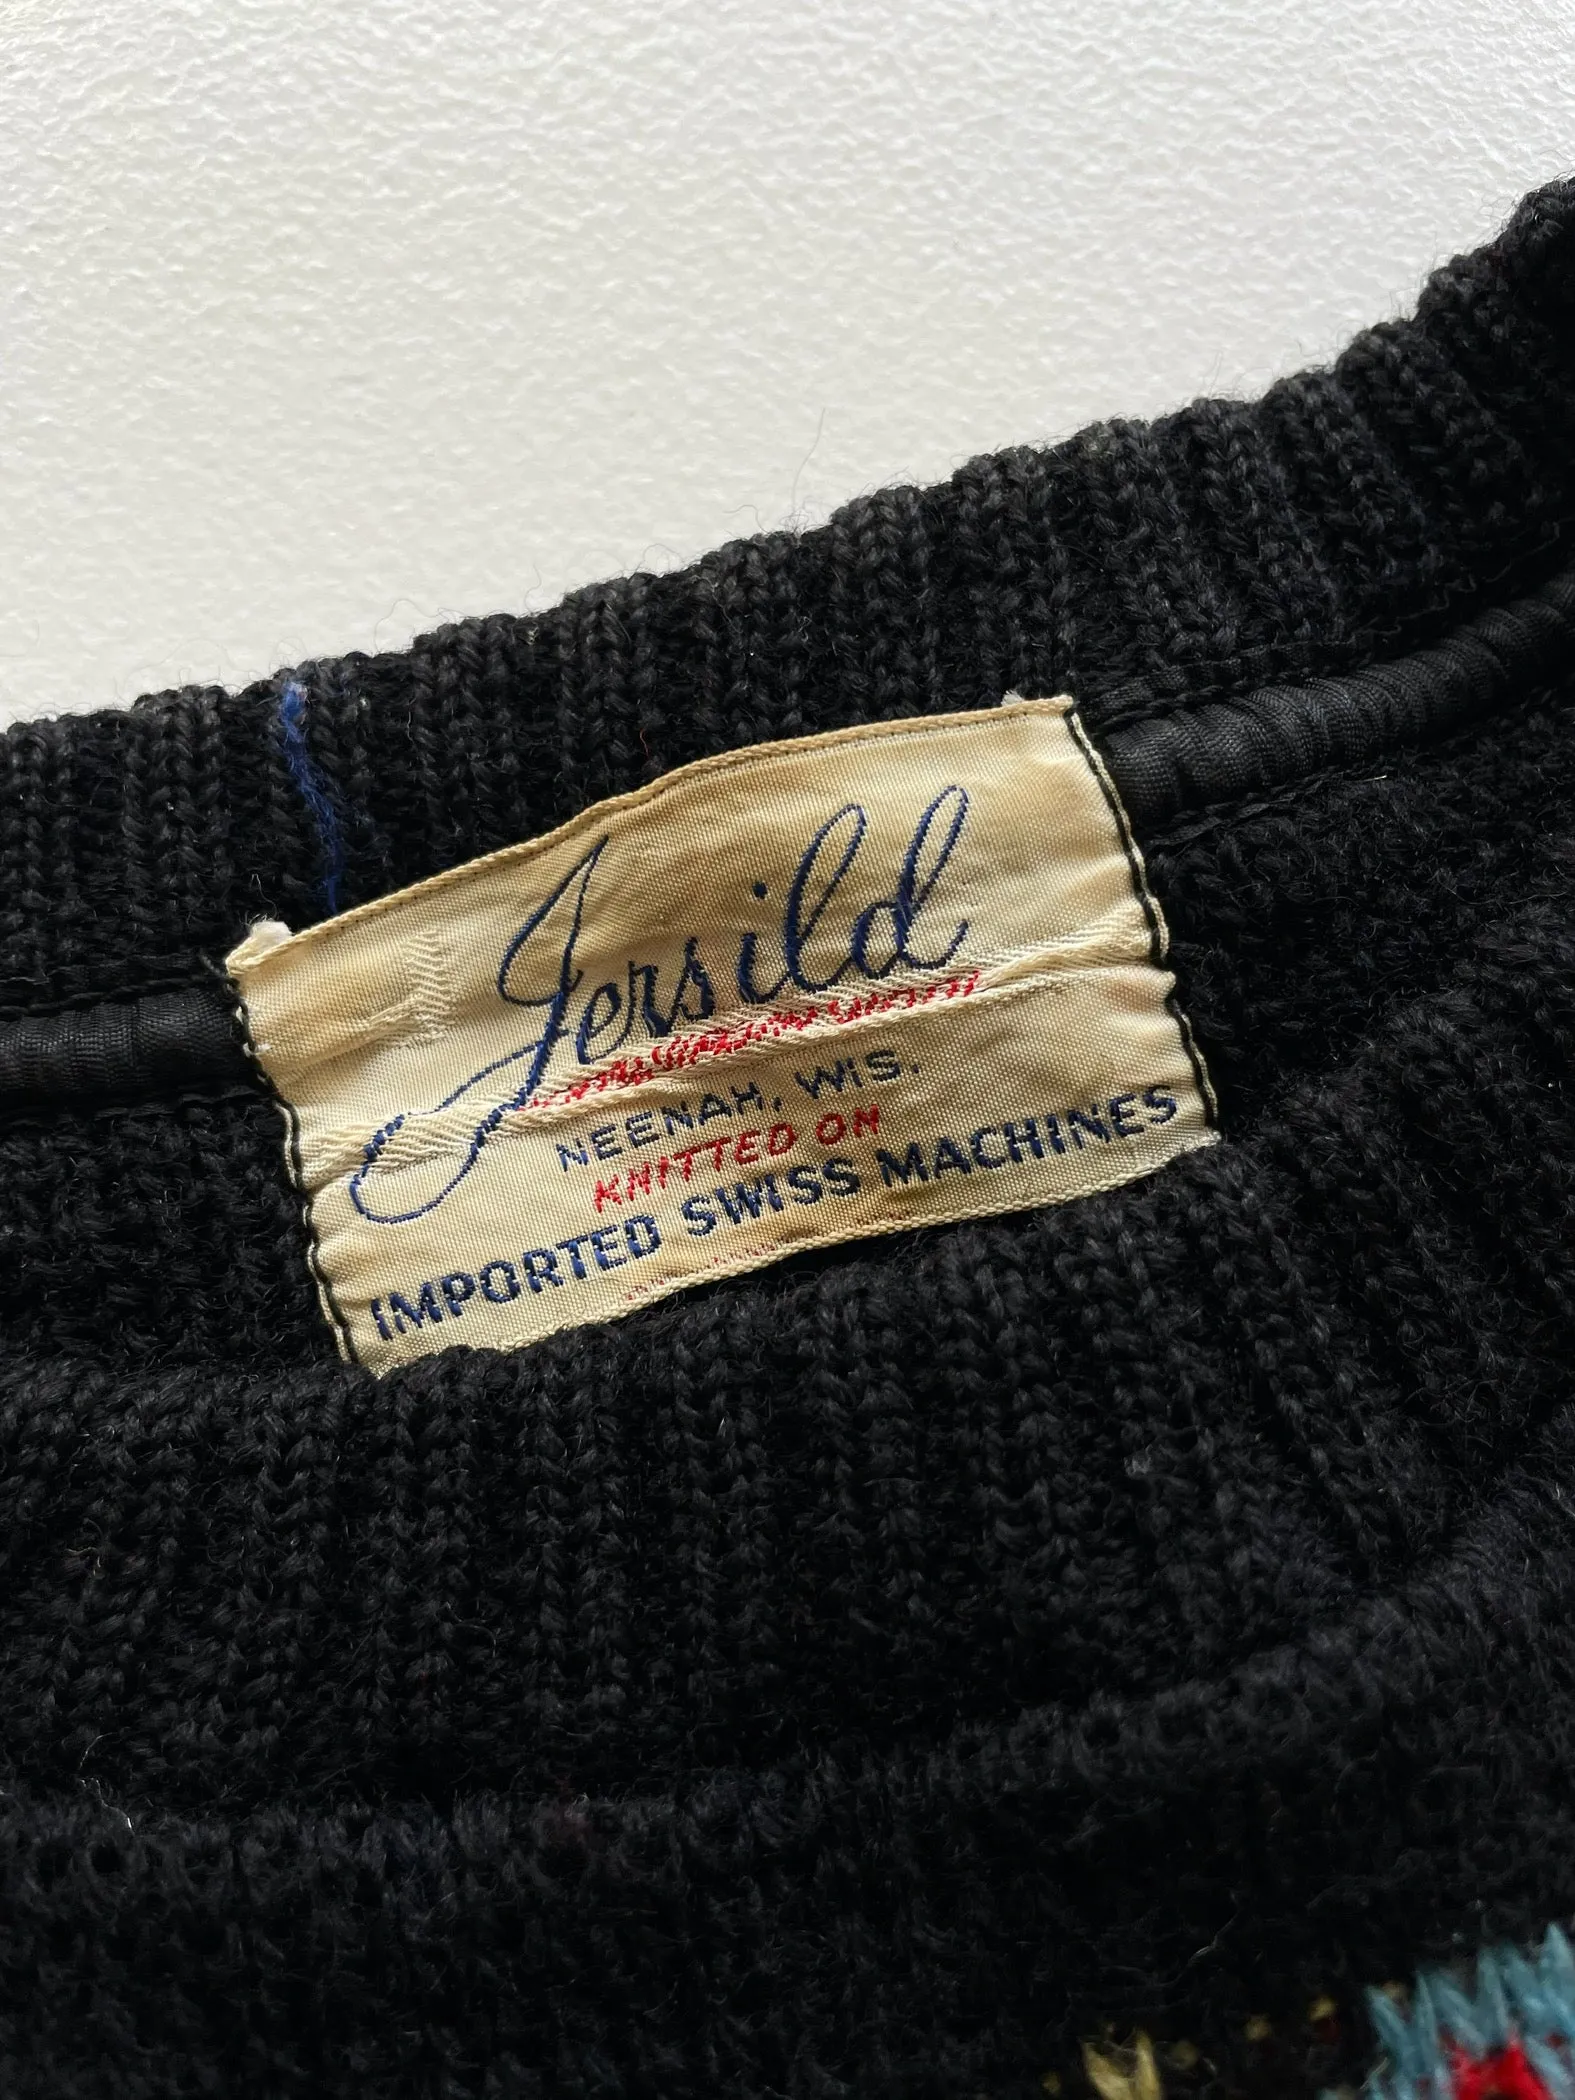 Jersild
NEENAH, WIS.
KNITTED ON
IMPORTED SWISS MACHINES